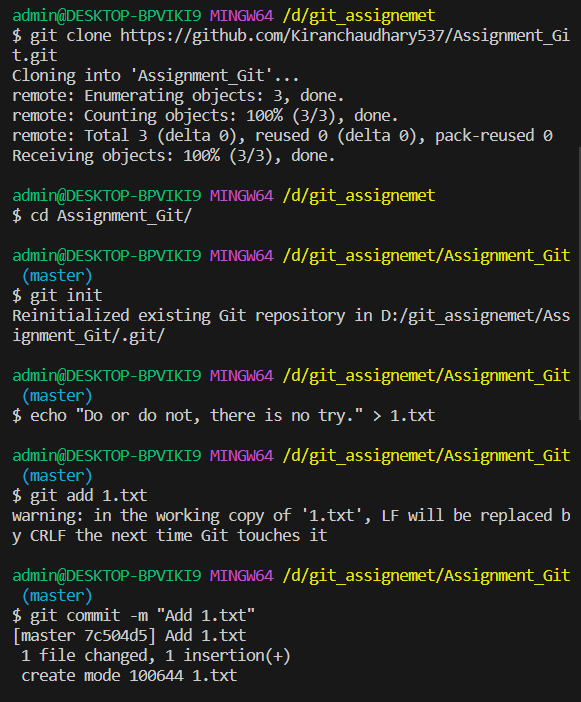 admin@DESKTOP-BPVIKI9 MINGW64 /d/git_assignemet
$ git clone https://github.com/Kiranchaudhary537/Assignment_Gi
t.git
Cloning into 'Assignment_Git'...
remote: Enumerating objects: 3, done.
remote: Counting objects: 100% (3/3), done.
remote: Total 3 (delta 0), reused 0 (delta 0), pack-reused 0
Receiving objects: 100% (3/3), done.
admin@DESKTOP-BPVIKI9 MINGW64 /d/git_assignemet
$ cd Assignment_Git/
admin@DESKTOP-BPVIKI9 MINGW64 /d/git_assignemet/Assignment_Git
(master)
$ git init
Reinitialized existing Git repository in D:/git_assignemet/Ass
ignment_Git/.git/
admin@DESKTOP-BPVIKI9 MINGW64 /d/git_assignemet/Assignment_Git
(master)
$ echo "Do or do not, there is no try." > 1.txt
admin@DESKTOP-BPVIKI9 MINGW64 /d/git_assignemet/Assignment_Git
(master)
$ git add 1.txt
warning: in the working copy of '1.txt', LF will be replaced b
y CRLF the next time Git touches it
admin@DESKTOP-BPVIKI9 MINGW64 /d/git_assignemet/Assignment_Git
(master)
$ git commit -m "Add 1.txt"
[master 7c504d5] Add 1.txt
1 file changed, 1 insertion(+)
create mode 100644 1.txt